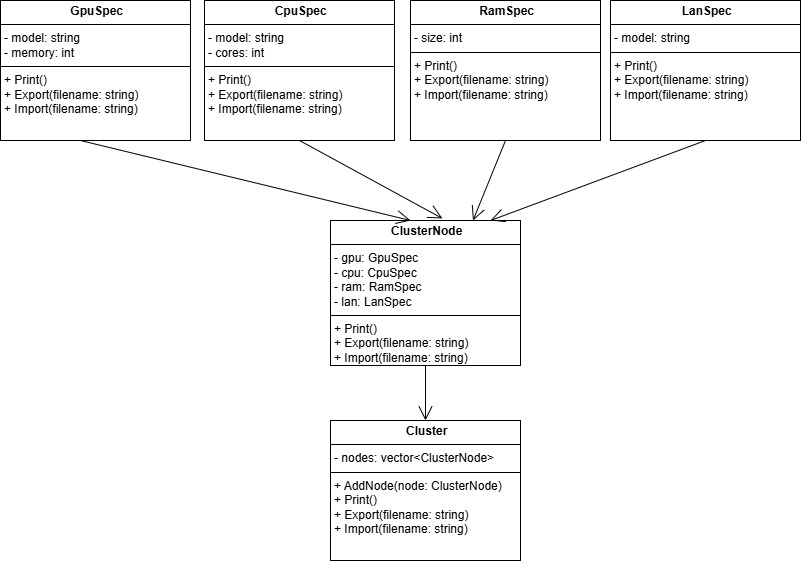 GpuSpec
- model: string
- memory: int
+ Print()
+ Export(filename: string)
+ Import(filename: string)
CpuSpec
- model: string
- cores: int
+ Print()
+ Export(filename: string)
+ Import(filename: string)
RamSpec
- size: int
+ Print()
+ Export(filename: string)
+ Import(filename: string)
LanSpec
- model: string
+ Print()
+ Export(filename: string)
+ Import(filename: string)
ClusterNode
- gpu: GpuSpec
- cpu: CpuSpec
- ram: RamSpec
- lan: LanSpec
+ Print()
+ Export(filename: string)
+ Import(filename: string)
Cluster
- nodes: vector<ClusterNode>
+ AddNode(node: ClusterNode)
+ Print()
+ Export(filename: string)
+ Import(filename: string)